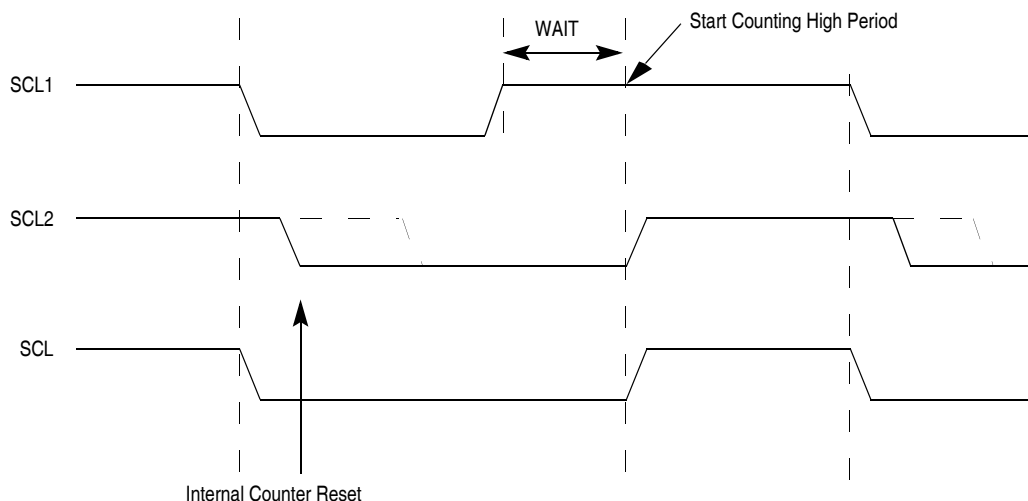 WAIT
Start Counting High Period
SCL1
SCL2
SCL
Internal Counter Reset